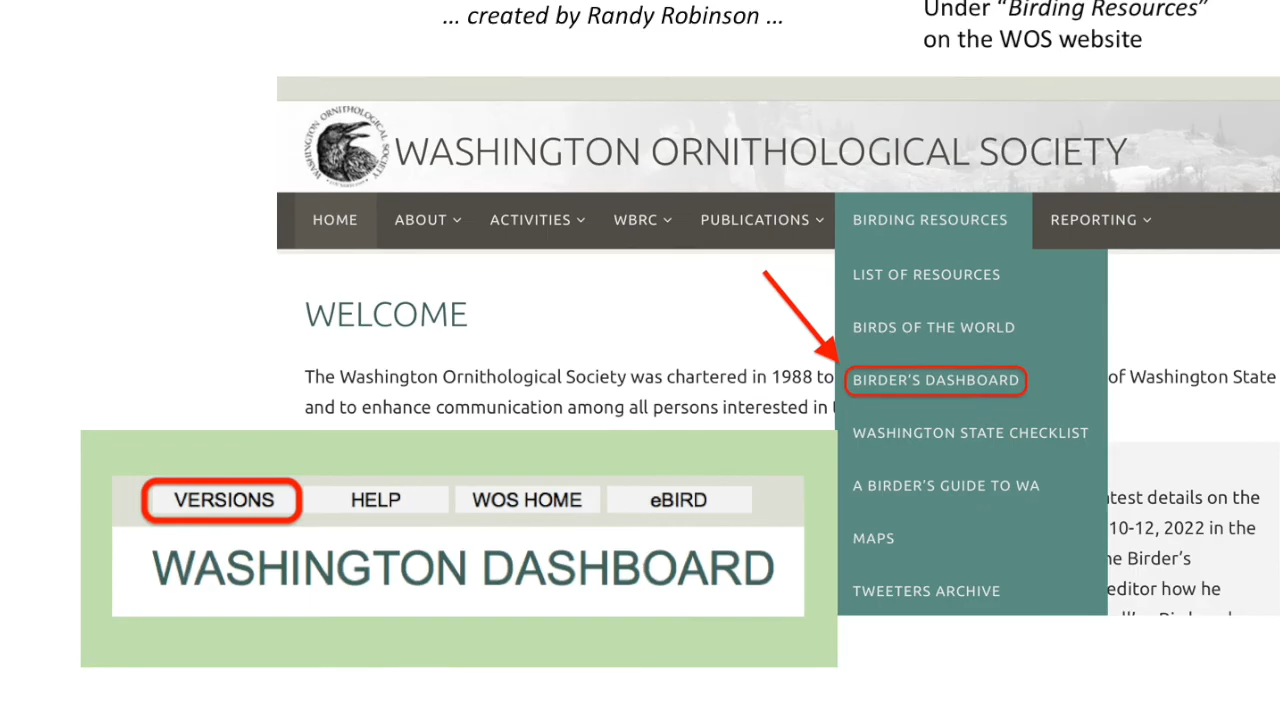 … created by Randy Robinson …
Under “Birding Resources”
on the WOS website
WASHINGTON ORNITHOLOGICAL SOCIETY
WASHINGTON ORNITHOLOGICAL SOCIETY
HOME ABOUT ACTIVITIES WBRC PUBLICATIONS BIRDING RESOURCES REPORTING
LIST OF RESOURCES
BIRDS OF THE WORLD
BIRDER’S DASHBOARD
WASHINGTON STATE CHECKLIST
A BIRDER’S GUIDE TO WA
MAPS
TWEETERS ARCHIVE
WELCOME
The Washington Ornithological Society was chartered in 1988 to of Washington State
and to enhance communication among all persons interested in
details on the
10-12, 2022 in the
Birder’s
editor how he
VERSIONS HELP WOS HOME eBIRD
WASHINGTON DASHBOARD